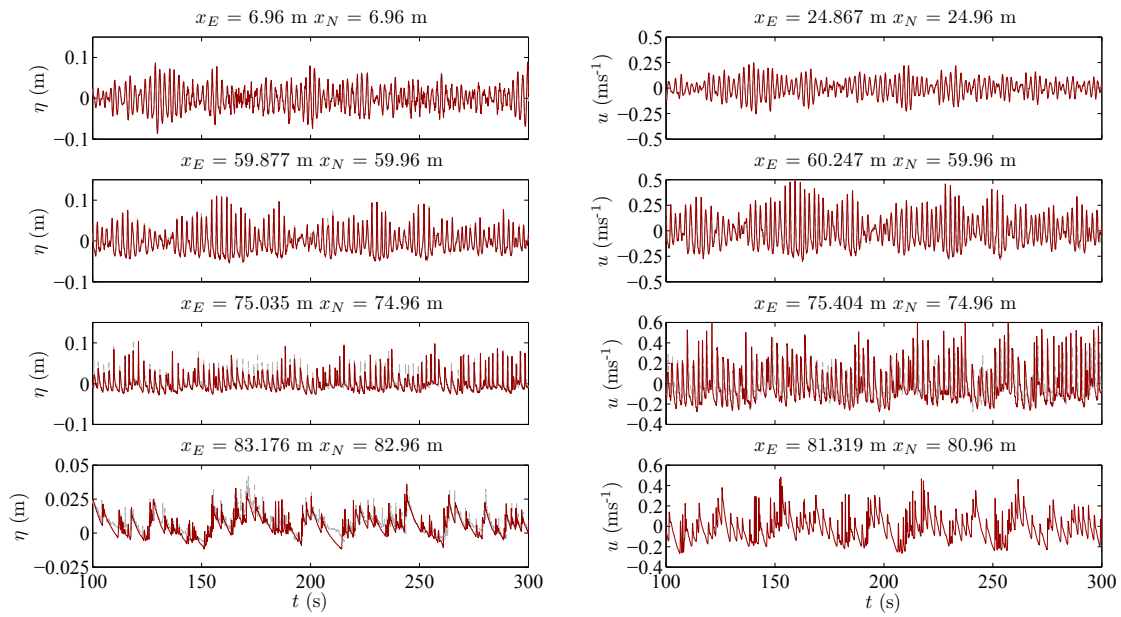 x_E = 6.96 m x_N = 6.96 m
0.1
0
−0.1
η (m)
x_E = 24.867 m x_N = 24.96 m
0.5
0.25
0
−0.25
−0.5
u (ms⁻¹)
x_E = 59.877 m x_N = 59.96 m
0.1
0
−0.1
η (m)
x_E = 60.247 m x_N = 59.96 m
0.5
0.25
0
−0.25
−0.5
u (ms⁻¹)
x_E = 75.035 m x_N = 74.96 m
0.1
0
−0.1
η (m)
x_E = 75.404 m x_N = 74.96 m
0.6
0.4
0.2
0
−0.2
−0.4
u (ms⁻¹)
x_E = 83.176 m x_N = 82.96 m
0.05
0.025
0
−0.025
η (m)
100 150 200 250 300
t (s)
x_E = 81.319 m x_N = 80.96 m
0.6
0.4
0.2
0
−0.2
−0.4
u (ms⁻¹)
100 150 200 250 300
t (s)